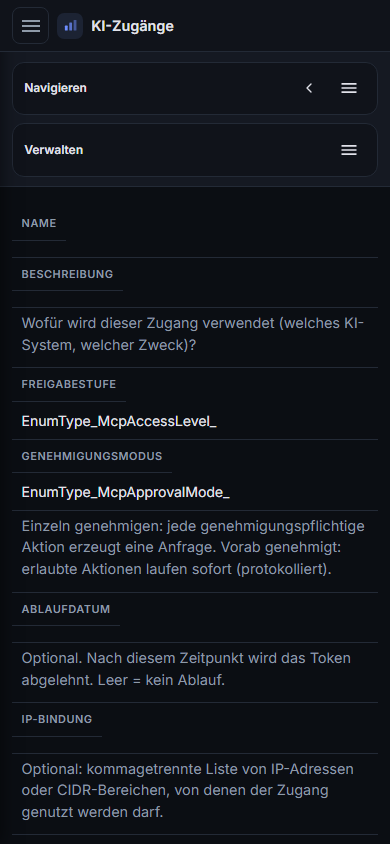 KI-Zugänge
Navigieren
Verwalten
NAME
BESCHREIBUNG
Wofür wird dieser Zugang verwendet (welches KI-
System, welcher Zweck)?
FREIGABESTUFE
EnumType_McpAccessLevel_
GENEHMIGUNGSMODUS
EnumType_McpApprovalMode_
Einzeln genehmigen: jede genehmigungspflichtige
Aktion erzeugt eine Anfrage. Vorab genehmigt:
erlaubte Aktionen laufen sofort (protokolliert).
ABLAUFDATUM
Optional. Nach diesem Zeitpunkt wird das Token
abgelehnt. Leer = kein Ablauf.
IP-BINDUNG
Optional: kommagetrennte Liste von IP-Adressen
oder CIDR-Bereichen, von denen der Zugang
genutzt werden darf.